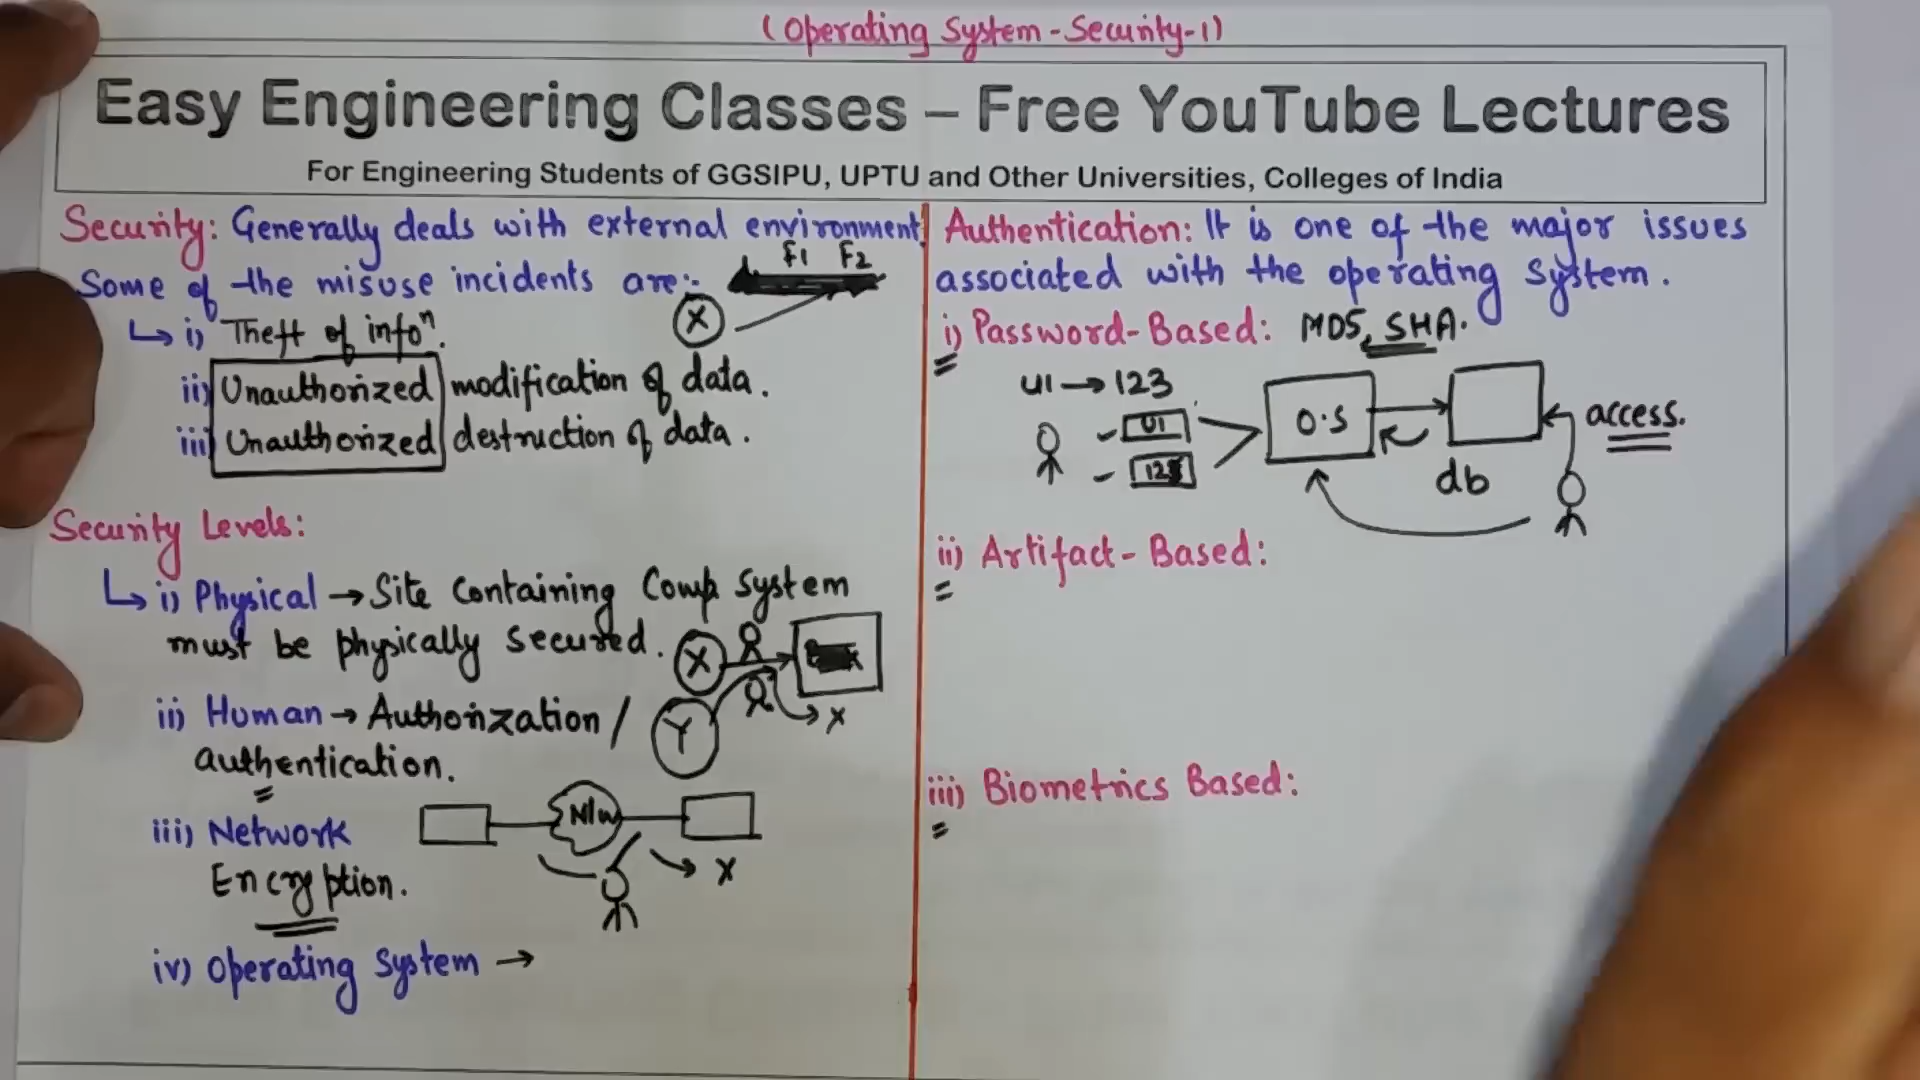 (Operating System-Security-1)
Easy Engineering Classes – Free YouTube Lectures
For Engineering Students of GGSIPU, UPTU and Other Universities, Colleges of India
Security: Generally deals with external environment.
Some of the misuse incidents are:-
F1 F2
X
↳ i) Theft of infoⁿ.
ii) Unauthorized modification of data.
iii) Unauthorized destruction of data.
Security Levels:
↳ i) Physical → Site Containing Comp System
must be physically secured.
X
ii) Human → Authorization /
authentication.
Y
x
iii) Network
Encryption.
N/w
x
iv) Operating System →
Authentication: It is one of the major issues
associated with the operating System.
i) Password-Based: MD5, SHA.
U1 → 123
U1
123
O.S
db
access.
ii) Artifact-Based:
iii) Biometrics Based: